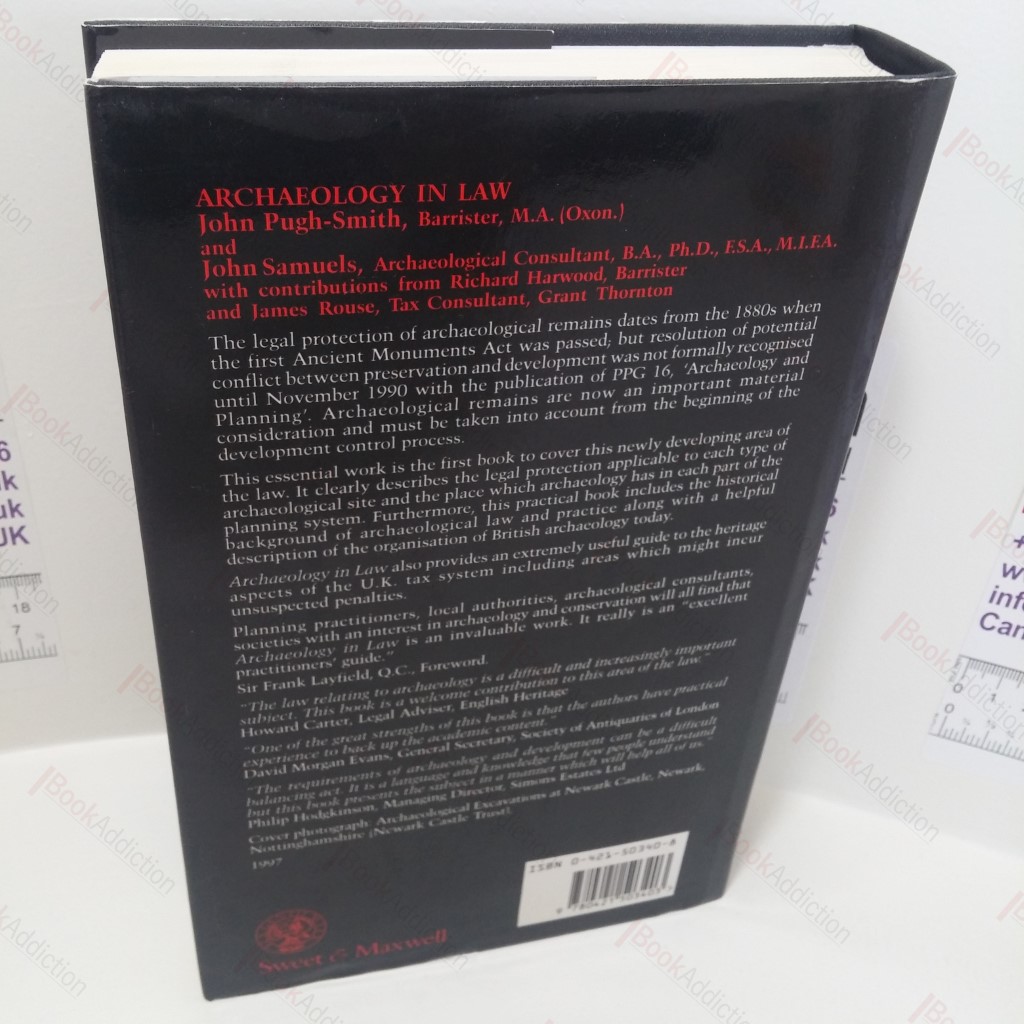 ARCHAEOLOGY IN LAW
John Pugh-Smith, Barrister, M.A. (Oxon.)
and
John Samuels, Archaeological Consultant, B.A., Ph.D., F.S.A., M.I.F.A.
with contributions from Richard Harwood, Barrister
and James Rouse, Tax Consultant, Grant Thornton
The legal protection of archaeological remains dates from the 1880s when
the first Ancient Monuments Act was passed; but resolution of potential
conflict between preservation and development was not formally recognised
until November 1990 with the publication of PPG 16, 'Archaeology and
Planning'. Archaeological remains are now an important material
consideration and must be taken into account from the beginning of the
development control process.
This essential work is the first book to cover this newly developing area of
the law. It clearly describes the legal protection applicable to each type of
archaeological site and the place which archaeology has in each part of the
planning system. Furthermore, this practical book includes the historical
background of archaeological law and practice along with a helpful
description of the organisation of British archaeology today.
Archaeology in Law also provides an extremely useful guide to the heritage
aspects of the U.K. tax system including areas which might incur
unsuspected penalties.
Planning practitioners, local authorities, archaeological consultants,
societies with an interest in archaeology and conservation will all find that
Archaeology in Law is an invaluable work. It really is an "excellent
practitioners' guide."
Sir Frank Layfield, Q.C., Foreword.
"The law relating to archaeology is a difficult and increasingly important
subject. This book is a welcome contribution to this area of the law."
Howard Carter, Legal Adviser, English Heritage
"One of the great strengths of this book is that the authors have practical
experience to back up the academic content."
David Morgan Evans, General Secretary, Society of Antiquaries of London
"The requirements of archaeology and development can be a difficult
balancing act. It is a language and knowledge that few people understand
but this book presents the subject in a manner which will help all of us."
Philip Hodgkinson, Managing Director, Simons Estates Ltd
Cover photograph: Archaeological Excavations at Newark Castle, Newark,
Nottinghamshire (Newark Castle Trust).
1997
ISBN 0-421-50340-8
9 780421 503403
Sweet & Maxwell
BookAddiction